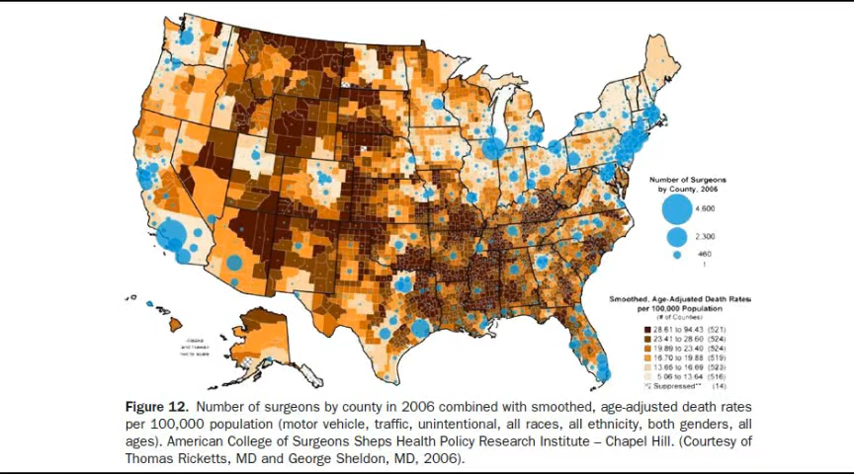 Number of Surgeons
by County, 2006
4,600
2,300
460
1
Smoothed, Age-Adjusted Death Rates
per 100,000 Population
(# of Counties)
28.61 to 94.43 (521)
23.41 to 28.60 (524)
19.89 to 23.40 (524)
16.70 to 19.88 (519)
13.65 to 16.69 (523)
5.06 to 13.64 (516)
Suppressed** (14)
Alaska
and Hawaii
not to scale
Figure 12. Number of surgeons by county in 2006 combined with smoothed, age-adjusted death rates
per 100,000 population (motor vehicle, traffic, unintentional, all races, all ethnicity, both genders, all
ages). American College of Surgeons Sheps Health Policy Research Institute – Chapel Hill. (Courtesy of
Thomas Ricketts, MD and George Sheldon, MD, 2006).